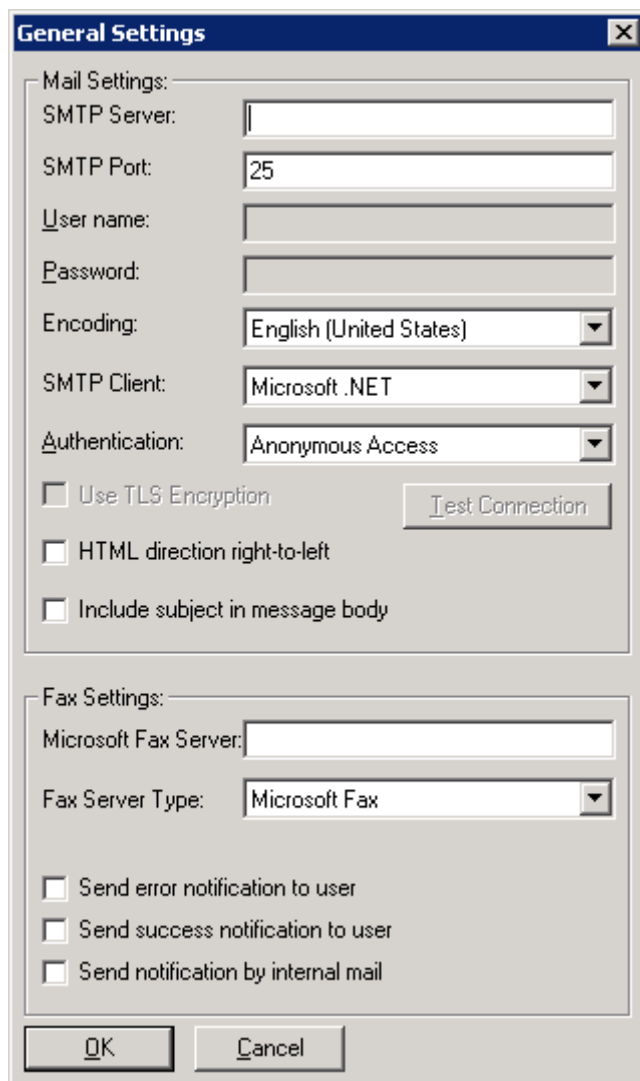 General Settings
Mail Settings:
SMTP Server:
SMTP Port: 25
User name:
Password:
Encoding: English (United States)
SMTP Client: Microsoft .NET
Authentication: Anonymous Access
Use TLS Encryption Test Connection
HTML direction right-to-left
Include subject in message body
Fax Settings:
Microsoft Fax Server:
Fax Server Type: Microsoft Fax
Send error notification to user
Send success notification to user
Send notification by internal mail
OK Cancel